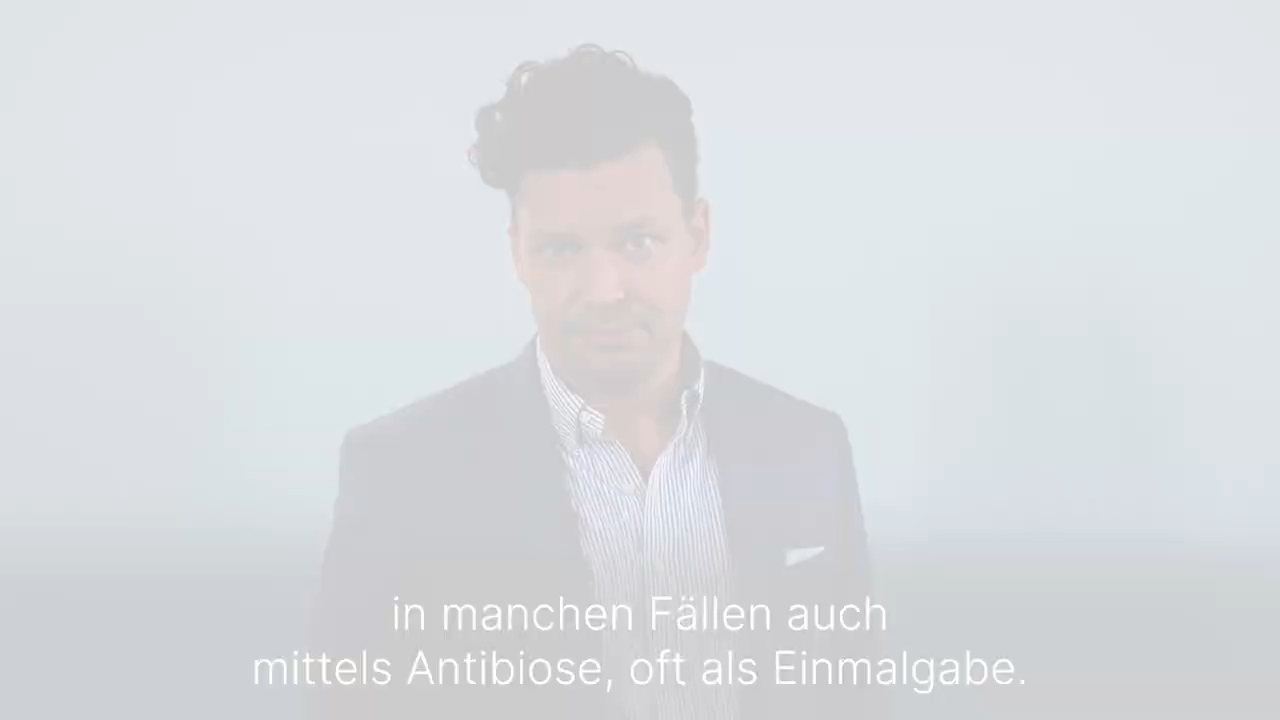 in manchen Fällen auch
mittels Antibiose, oft als Einmalgabe.